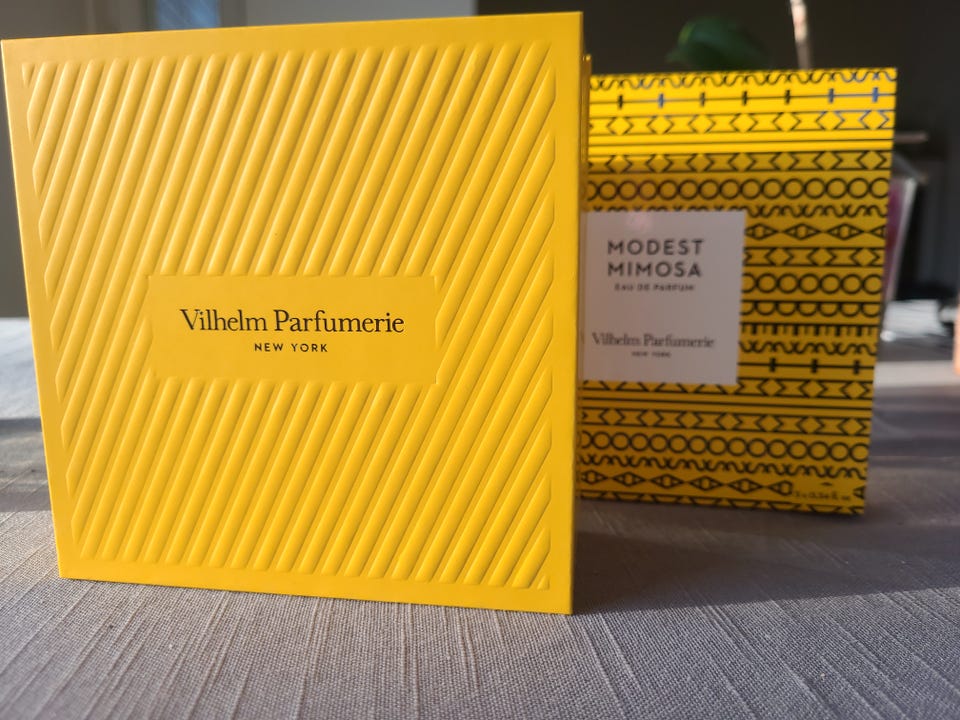 Vilhelm Parfumerie
NEW YORK
MODEST
MIMOSA
EAU DE PARFUM
Vilhelm Parfumerie
NEW YORK